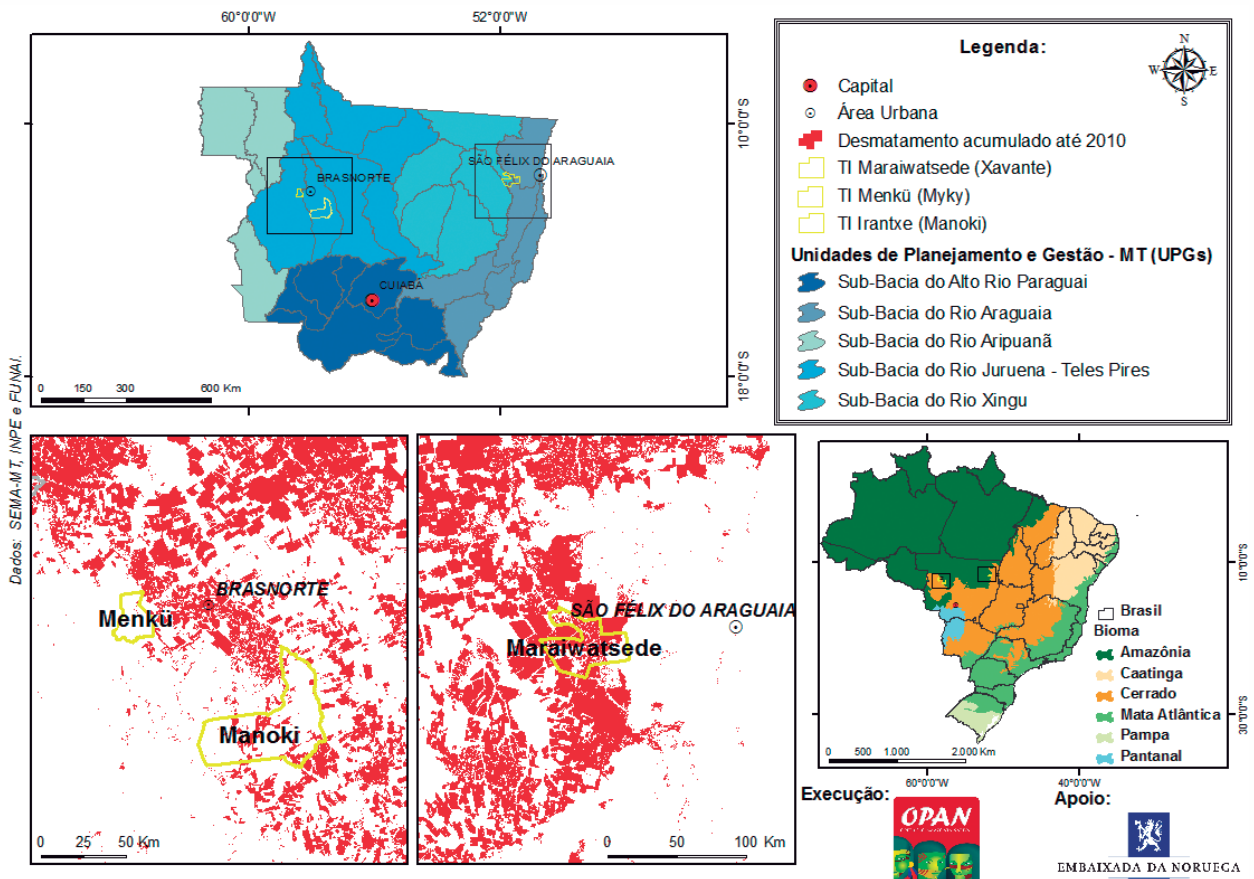 60°0'0"W
52°0'0"W
10°0'0"S
18°0'0"S
SÃO FÉLIX DO ARAGUAIA
BRASNORTE
CUIABÁ
0 150 300 600 Km
Legenda:
N
W E
S
Capital
Área Urbana
Desmatamento acumulado até 2010
TI Maraiwatsede (Xavante)
TI Menkü (Myky)
TI Irantxe (Manoki)
Unidades de Planejamento e Gestão - MT (UPGs)
Sub-Bacia do Alto Rio Paraguai
Sub-Bacia do Rio Araguaia
Sub-Bacia do Rio Aripuanã
Sub-Bacia do Rio Juruena - Teles Pires
Sub-Bacia do Rio Xingu
Dados: SEMA-MT, INPE e FUNAI.
BRASNORTE
Menkü
Manoki
0 25 50 Km
SÃO FÉLIX DO ARAGUAIA
Maraiwatsede
0 50 100 Km
10°0'0"S
30°0'0"S
Brasil
Bioma
Amazônia
Caatinga
Cerrado
Mata Atlântica
Pampa
Pantanal
0 500 1.000 2.000 Km
60°0'0"W
40°0'0"W
Execução:
OPAN
Apoio:
EMBAIXADA DA NORUEGA